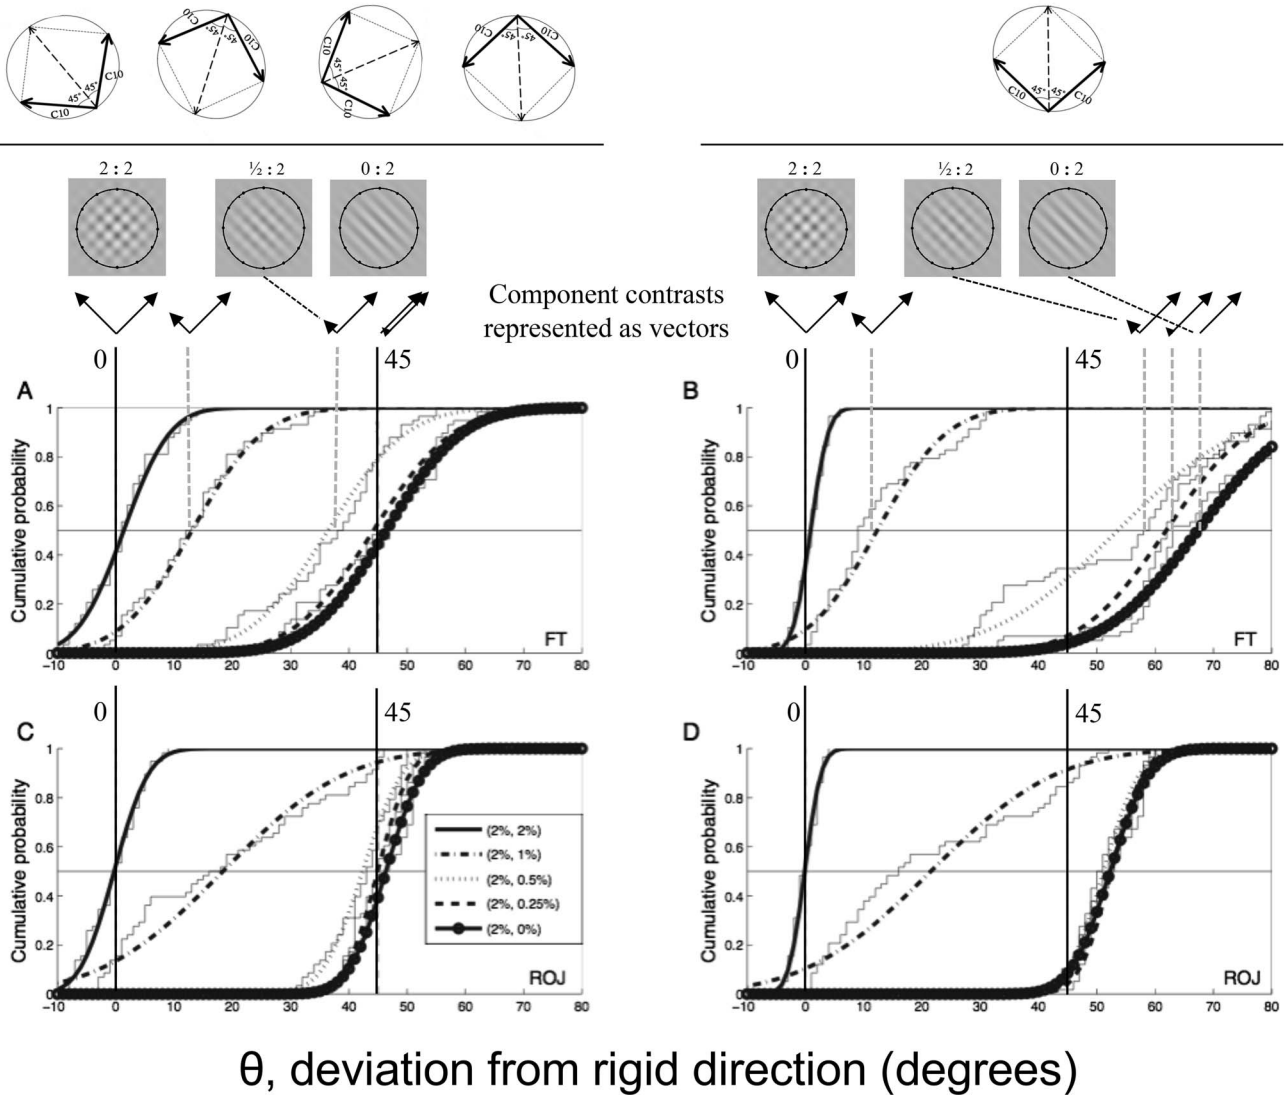 C10 45° 45° C10
C10 45° 45° C10
C10 45° 45° C10
C10 45° 45° C10
C10 45° 45° C10
2 : 2 ½ : 2 0 : 2
2 : 2 ½ : 2 0 : 2
Component contrasts
represented as vectors
0 45
0 45
A
Cumulative probability
1
0.8
0.6
0.4
0.2
0
-10 0 10 20 30 40 50 60 70 80
FT
B
Cumulative probability
1
0.8
0.6
0.4
0.2
0
-10 0 10 20 30 40 50 60 70 80
FT
0 45
0 45
C
Cumulative probability
1
0.8
0.6
0.4
0.2
0
-10 0 10 20 30 40 50 60 70 80
(2%, 2%)
(2%, 1%)
(2%, 0.5%)
(2%, 0.25%)
(2%, 0%)
ROJ
D
Cumulative probability
1
0.8
0.6
0.4
0.2
0
-10 0 10 20 30 40 50 60 70 80
ROJ
θ, deviation from rigid direction (degrees)